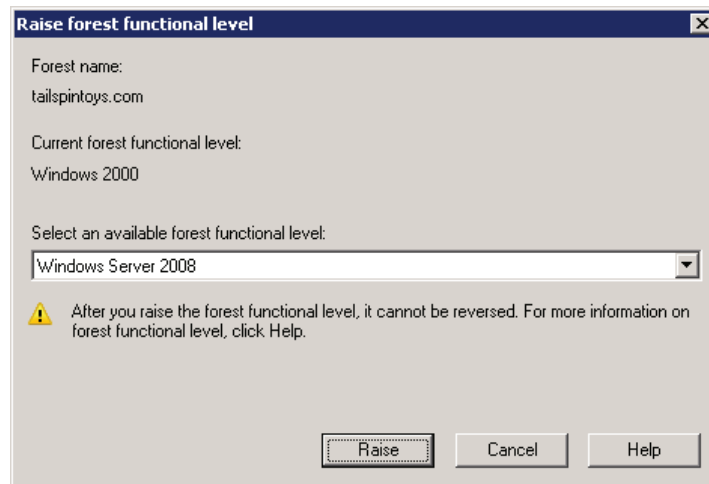 Raise forest functional level
Forest name:
tailspintoys.com
Current forest functional level:
Windows 2000
Select an available forest functional level:
Windows Server 2008
After you raise the forest functional level, it cannot be reversed. For more information on
forest functional level, click Help.
Raise
Cancel
Help